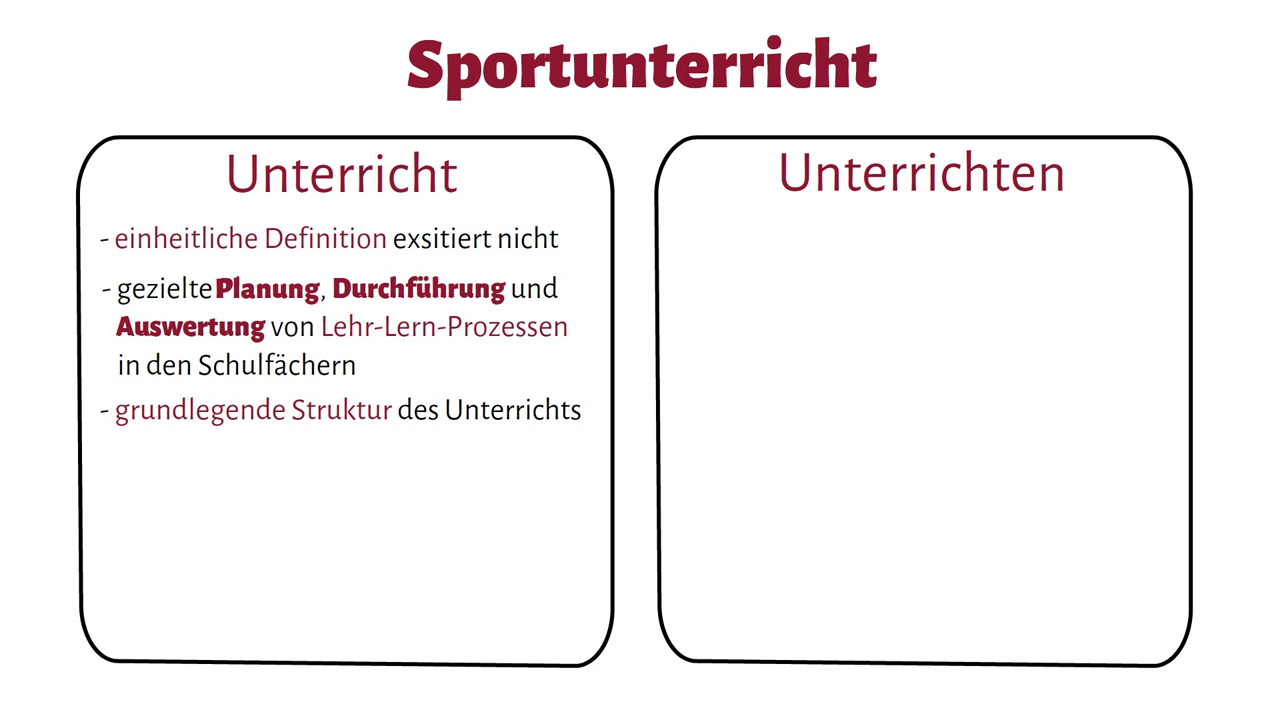 Sportunterricht
Unterricht
- einheitliche Definition exsitiert nicht
- gezielte Planung, Durchführung und
Auswertung von Lehr-Lern-Prozessen
in den Schulfächern
- grundlegende Struktur des Unterrichts
Unterrichten